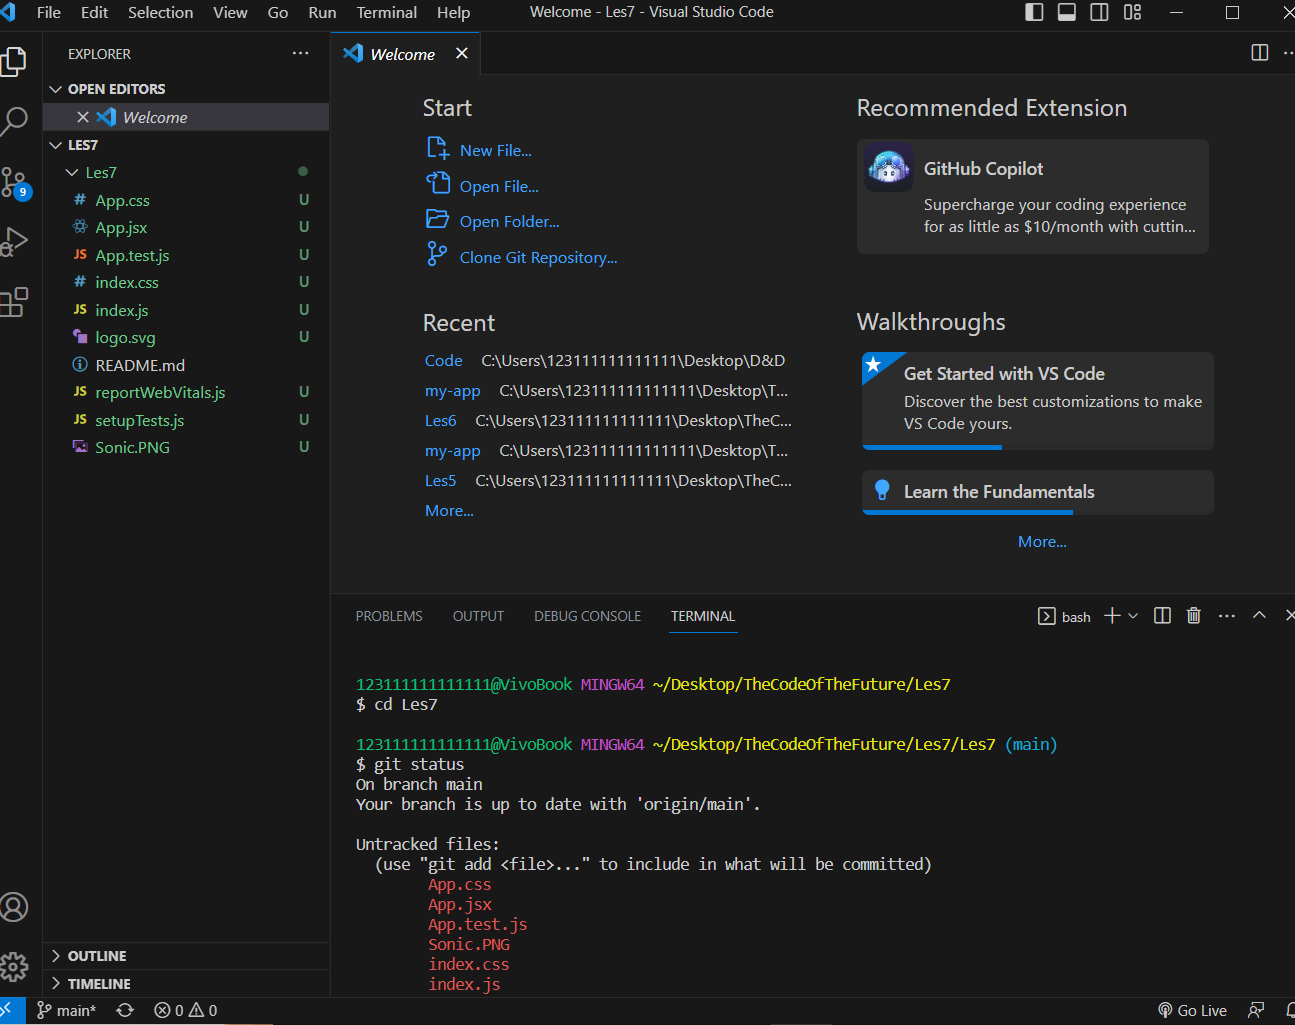 File Edit Selection View Go Run Terminal Help
Welcome - Les7 - Visual Studio Code
EXPLORER
OPEN EDITORS
Welcome
LES7
Les7
# App.css U
App.jsx U
JS App.test.js U
# index.css U
JS index.js U
logo.svg U
README.md
JS reportWebVitals.js U
JS setupTests.js U
Sonic.PNG U
OUTLINE
TIMELINE
9
Welcome
Start
New File...
Open File...
Open Folder...
Clone Git Repository...
Recent
Code C:\Users\123111111111111\Desktop\D&D
my-app C:\Users\123111111111111\Desktop\T...
Les6 C:\Users\123111111111111\Desktop\TheC...
my-app C:\Users\123111111111111\Desktop\T...
Les5 C:\Users\123111111111111\Desktop\TheC...
More...
Recommended Extension
GitHub Copilot
Supercharge your coding experience
for as little as $10/month with cuttin...
Walkthroughs
Get Started with VS Code
Discover the best customizations to make
VS Code yours.
Learn the Fundamentals
More...
PROBLEMS OUTPUT DEBUG CONSOLE TERMINAL
bash
123111111111111@VivoBook MINGW64 ~/Desktop/TheCodeOfTheFuture/Les7
$ cd Les7
123111111111111@VivoBook MINGW64 ~/Desktop/TheCodeOfTheFuture/Les7/Les7 (main)
$ git status
On branch main
Your branch is up to date with 'origin/main'.
Untracked files:
(use "git add <file>..." to include in what will be committed)
App.css
App.jsx
App.test.js
Sonic.PNG
index.css
index.js
main* 0 0
Go Live